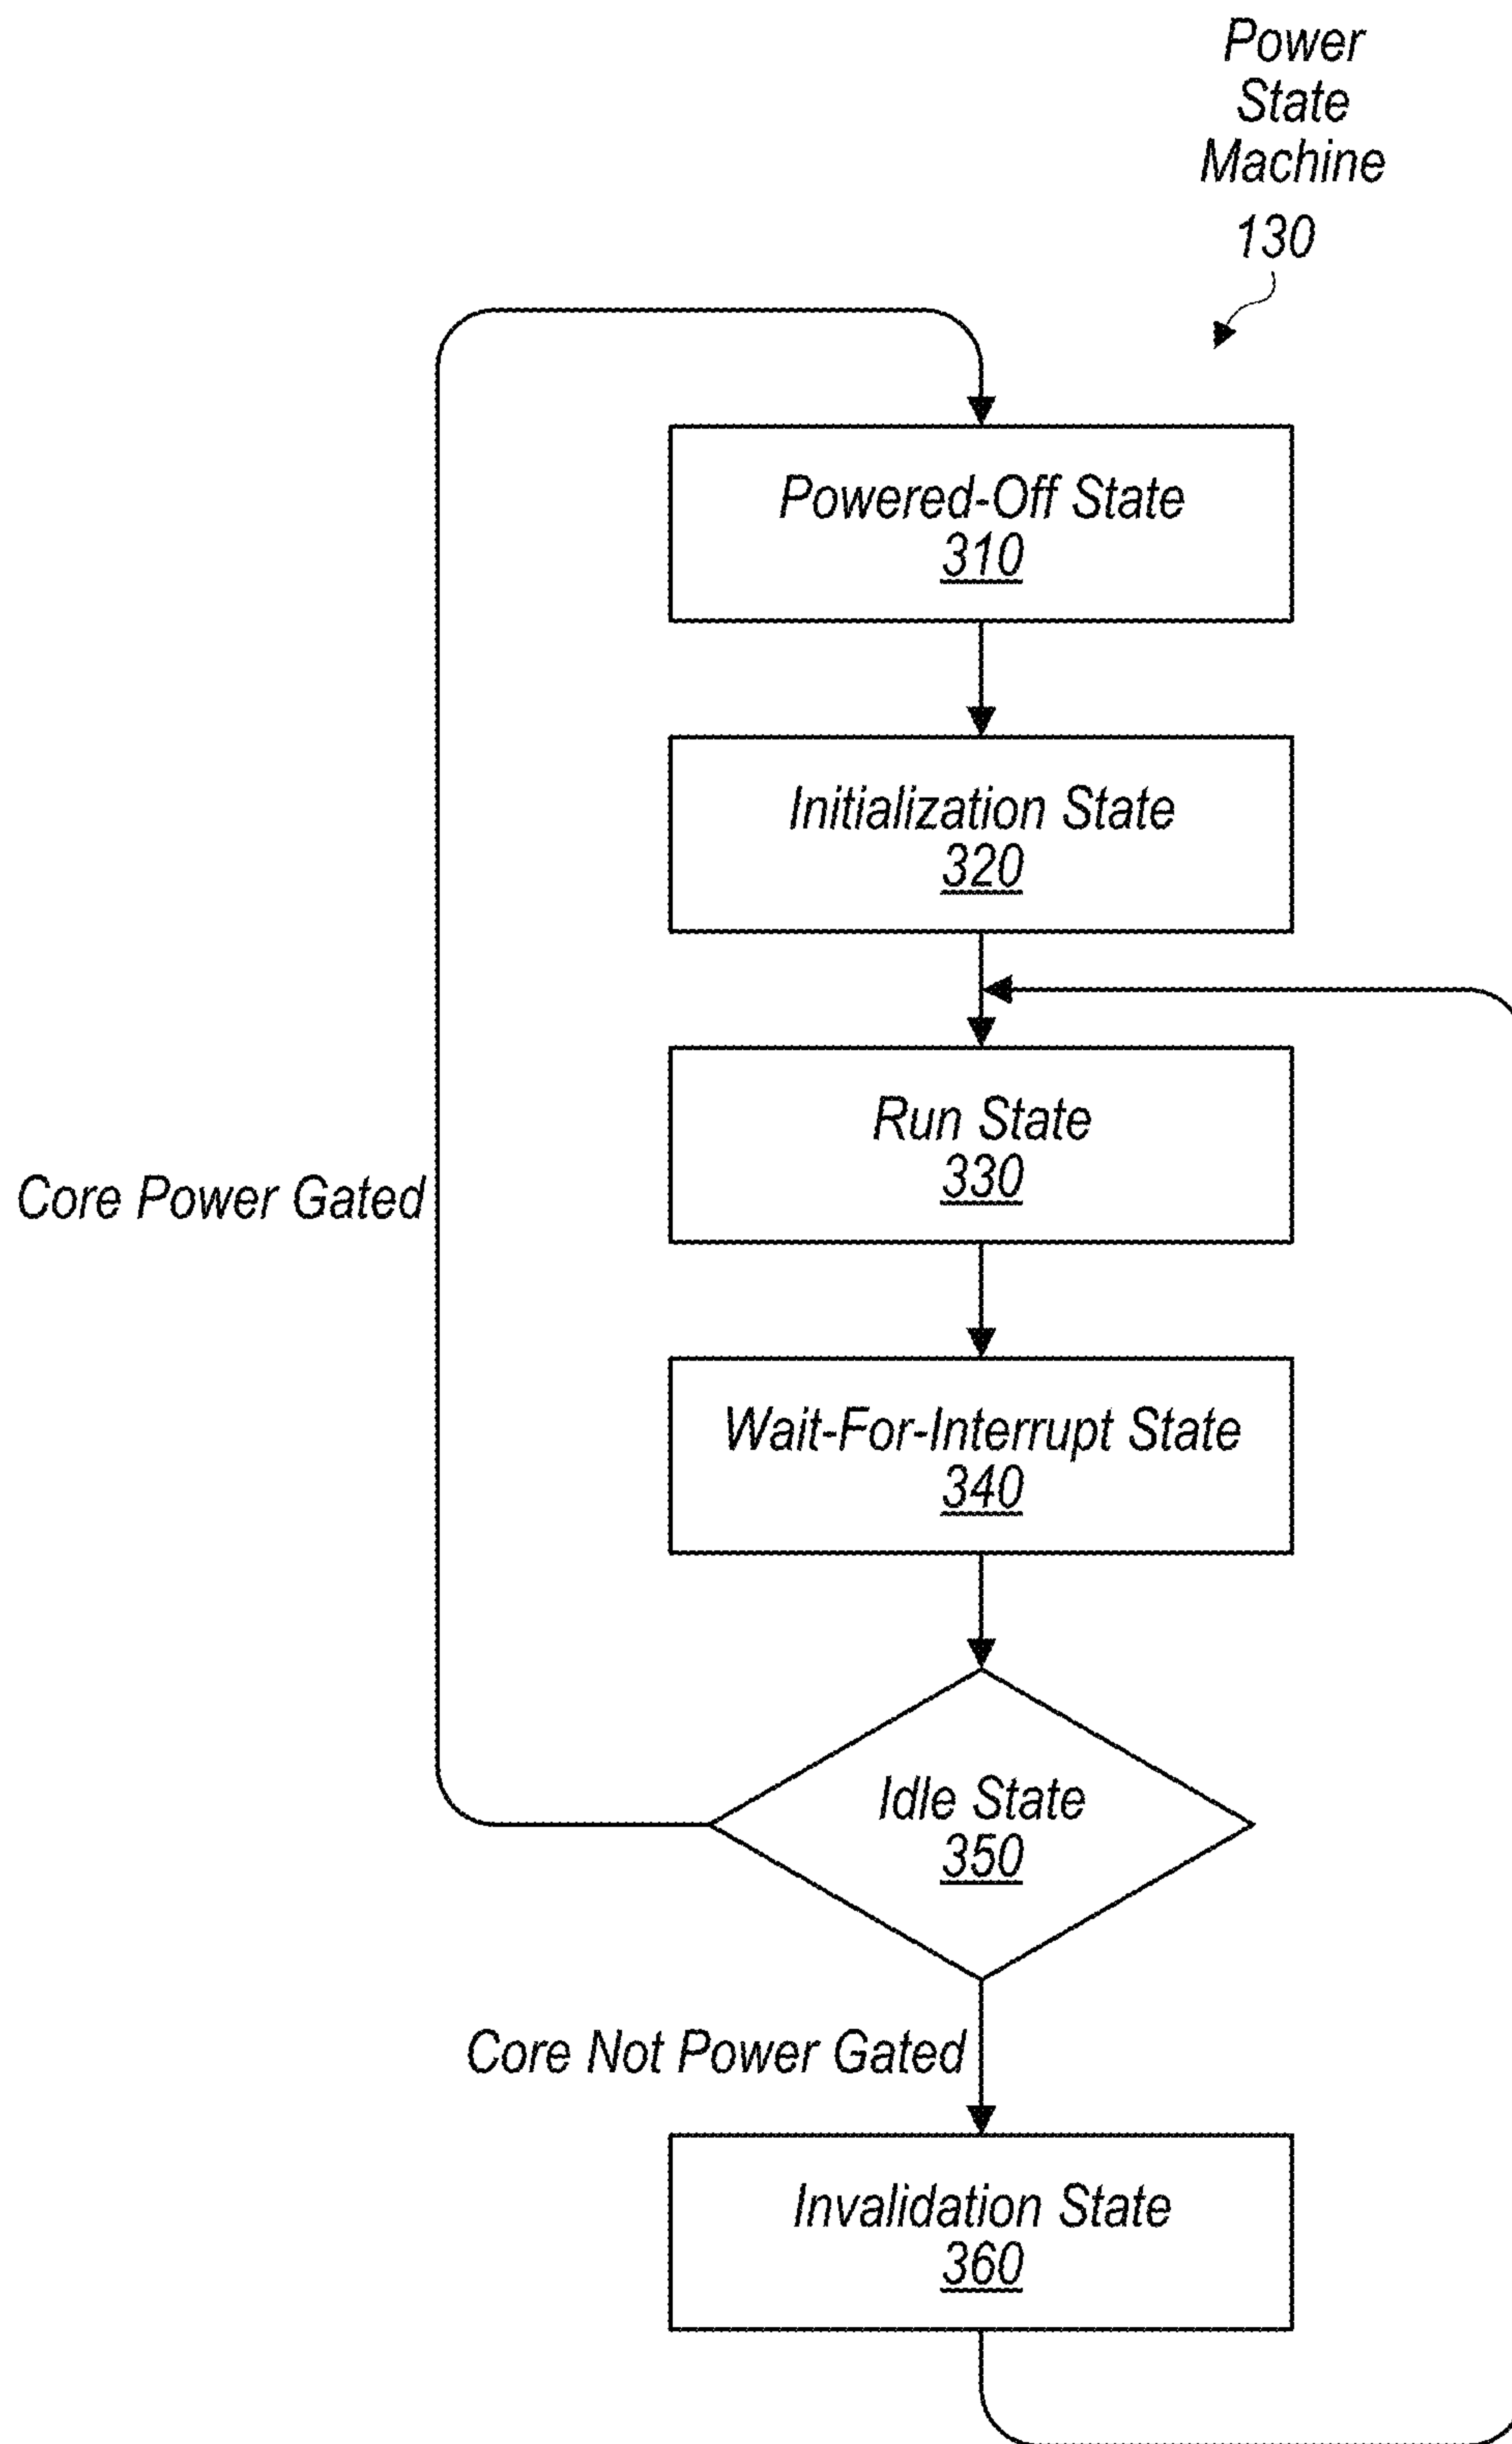 Power
State
Machine
130
Powered-Off State
310
Initialization State
320
Run State
330
Core Power Gated
Wait-For-Interrupt State
340
Idle State
350
Core Not Power Gated
Invalidation State
360